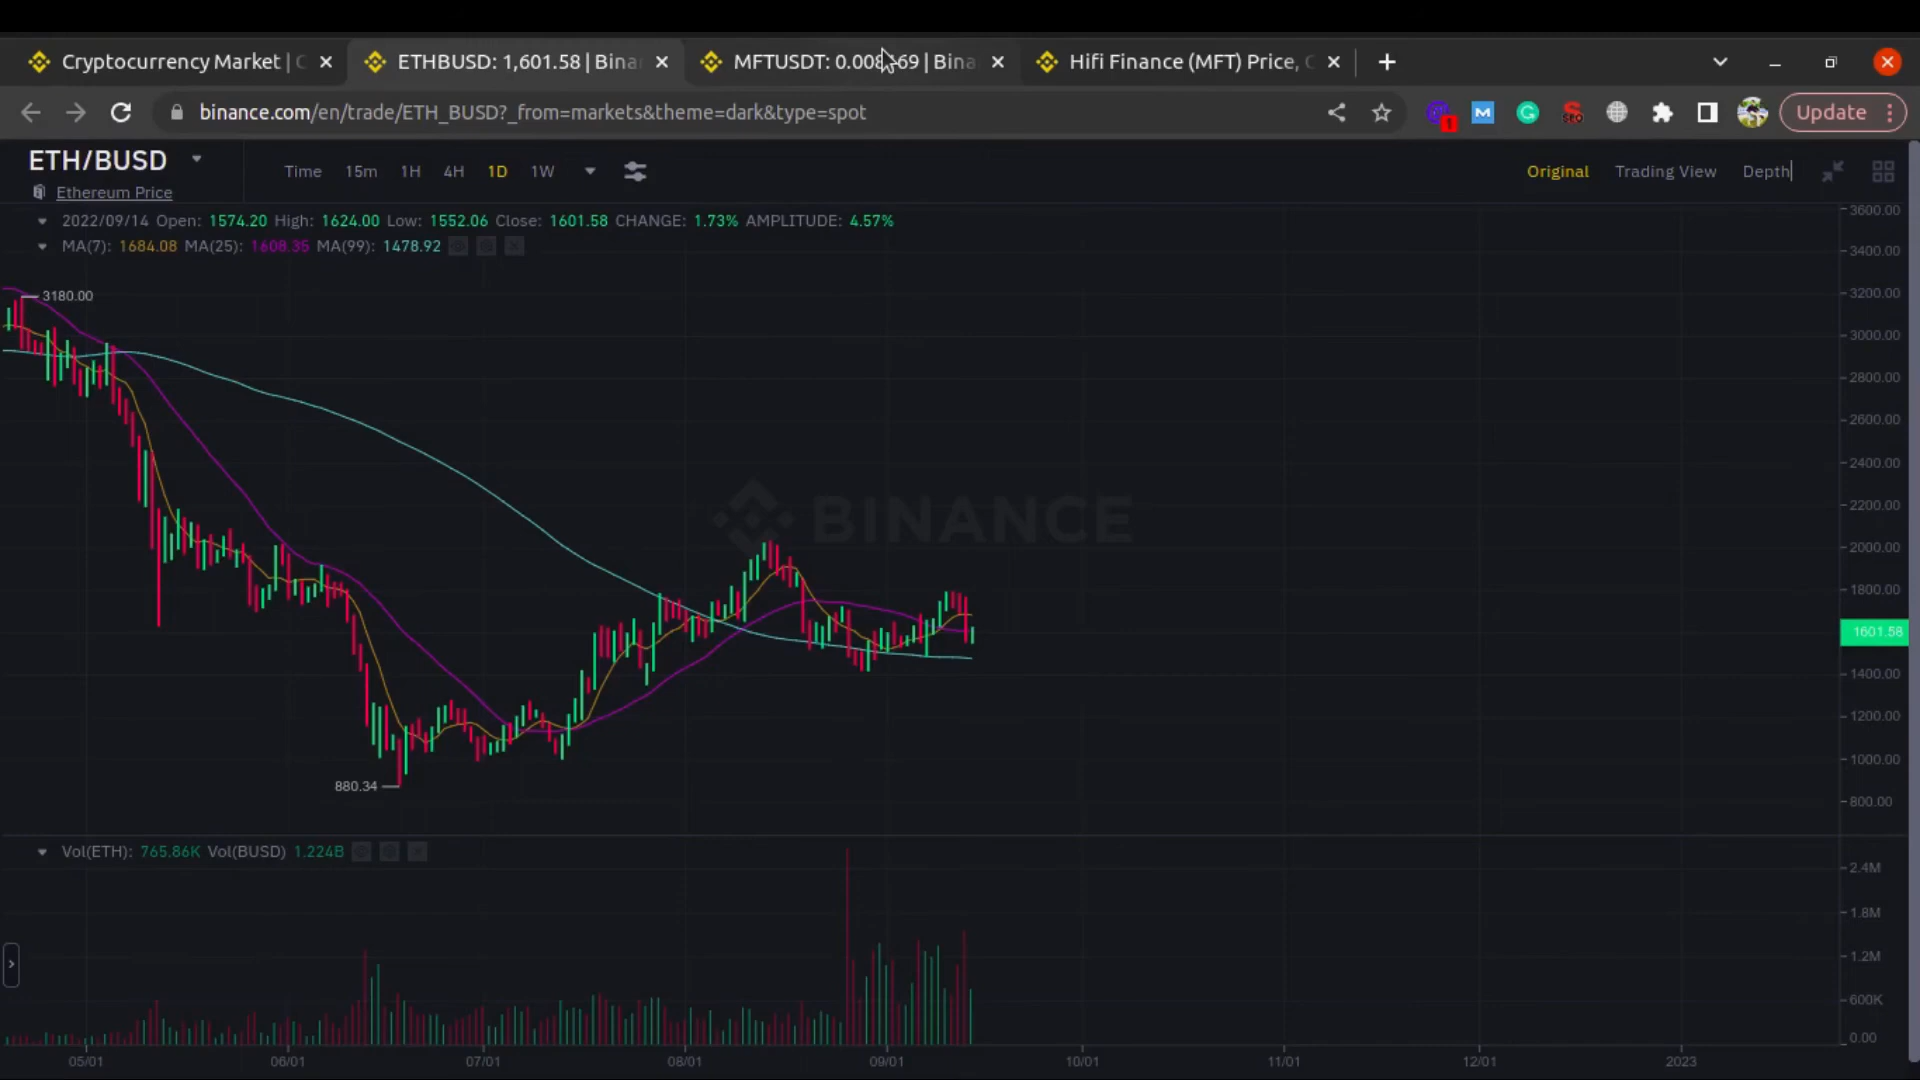 Cryptocurrency Market | C
ETHBUSD: 1,601.58 | Bina
MFTUSDT: 0.008 69 | Bina
Hifi Finance (MFT) Price, C
binance.com/en/trade/ETH_BUSD?_from=markets&theme=dark&type=spot
1
M
G
SEO
Update
ETH/BUSD
Ethereum Price
Time 15m 1H 4H 1D 1W
Original Trading View Depth
2022/09/14 Open: 1574.20 High: 1624.00 Low: 1552.06 Close: 1601.58 CHANGE: 1.73% AMPLITUDE: 4.57%
MA(7): 1684.08 MA(25): 1608.35 MA(99): 1478.92
3600.00
3400.00
3200.00
3000.00
2800.00
2600.00
2400.00
2200.00
2000.00
1800.00
1601.58
1400.00
1200.00
1000.00
800.00
3180.00
BINANCE
880.34
Vol(ETH): 765.86K Vol(BUSD) 1.224B
2.4M
1.8M
1.2M
600K
0.00
05/01 06/01 07/01 08/01 09/01 10/01 11/01 12/01 2023